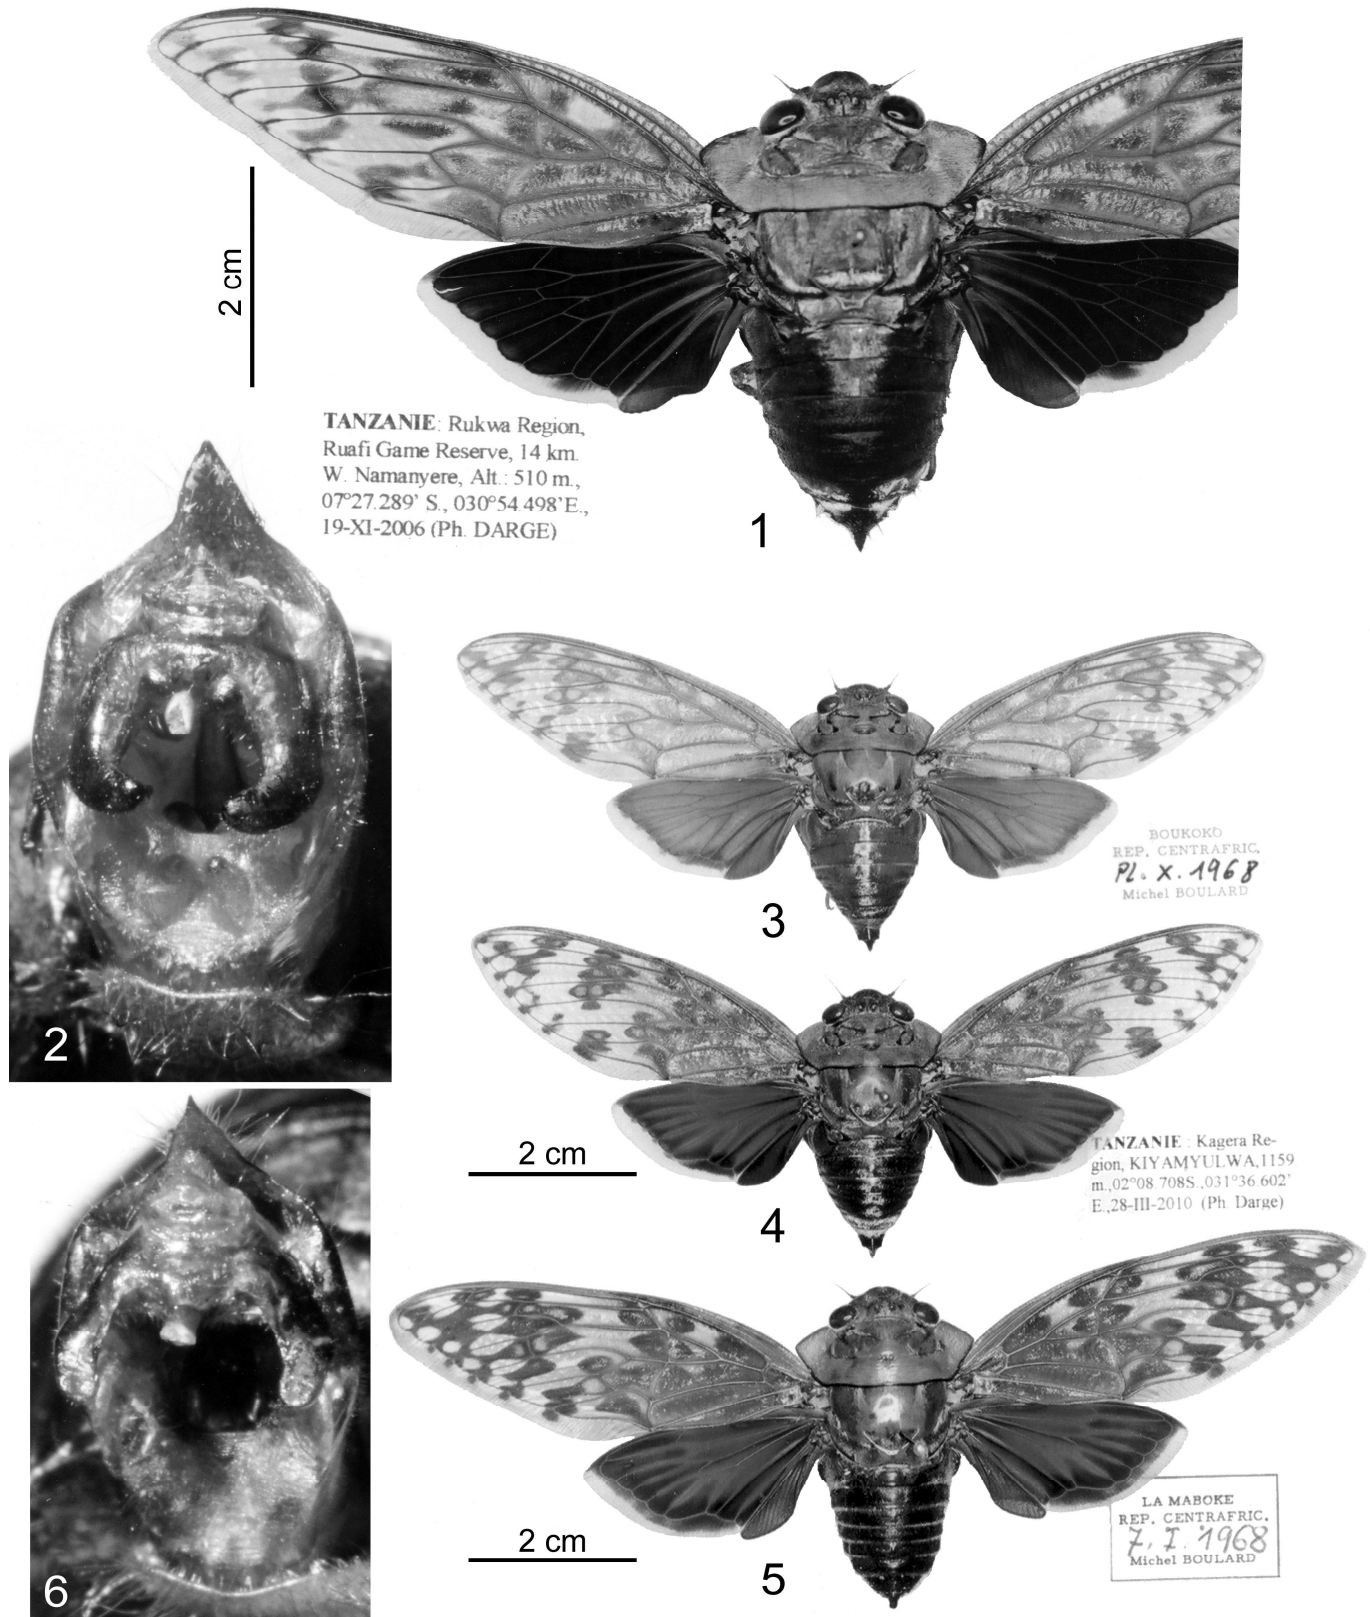 2 cm
TANZANIE: Rukwa Region,
Ruafi Game Reserve, 14 km.
W. Namanyere, Alt.: 510 m.,
07°27.289' S., 030°54.498'E.,
19-XI-2006 (Ph. DARGE)
1
2
BOUKOKO
REP. CENTRAFRIC.
Pl. X. 1968
Michel BOULARD
3
2 cm
TANZANIE : Kagera Re-
gion, KIYAMYULWA,1159
m.,02°08.708S.,031°36.602'
E.,28-III-2010 (Ph. Darge)
4
2 cm
LA MABOKE
REP. CENTRAFRIC.
7. I. 1968
Michel BOULARD
5
6